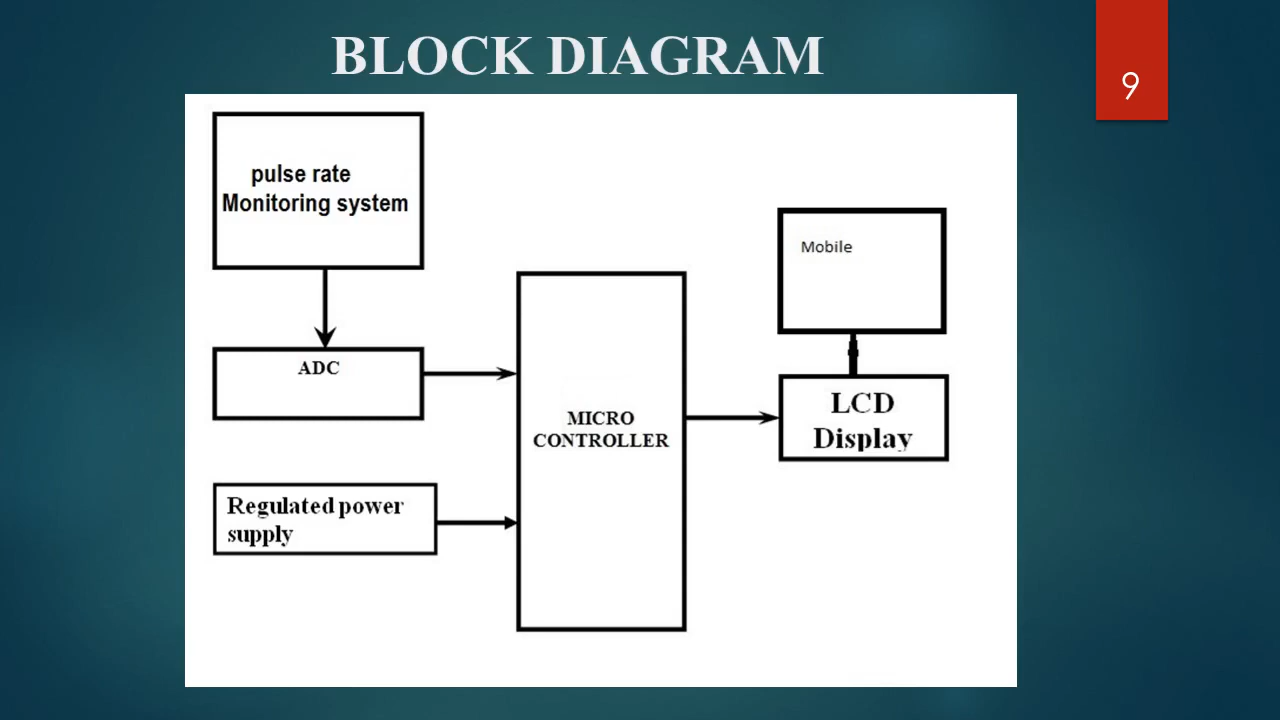 BLOCK DIAGRAM
9
pulse rate
Monitoring system
Mobile
ADC
MICRO
CONTROLLER
LCD
Display
Regulated power
supply